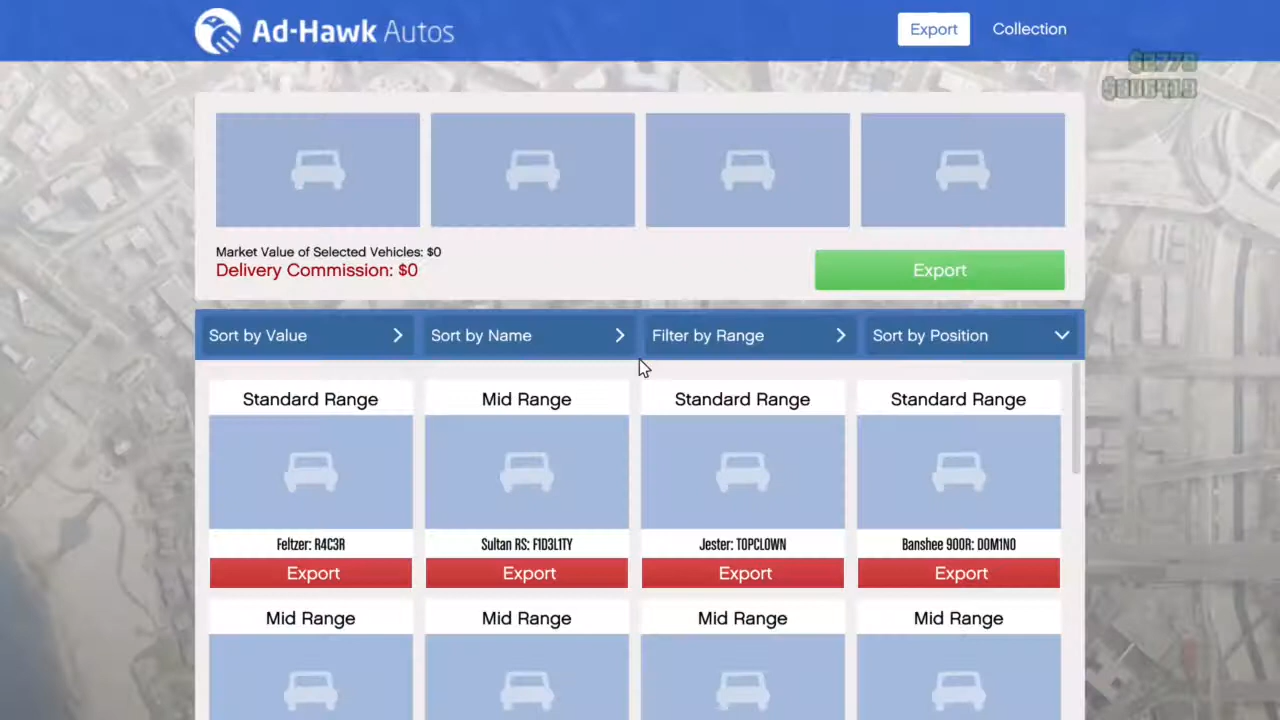 Ad-Hawk Autos
Export
Collection
Market Value of Selected Vehicles: $0
Delivery Commission: $0
Export
Sort by Value
Sort by Name
Filter by Range
Sort by Position
Standard Range
Mid Range
Standard Range
Standard Range
Feltzer: R4C3R
Sultan RS: F1D3L1TY
Jester: TOPCLOWN
Banshee 900R: DOM1NO
Export
Export
Export
Export
Mid Range
Mid Range
Mid Range
Mid Range